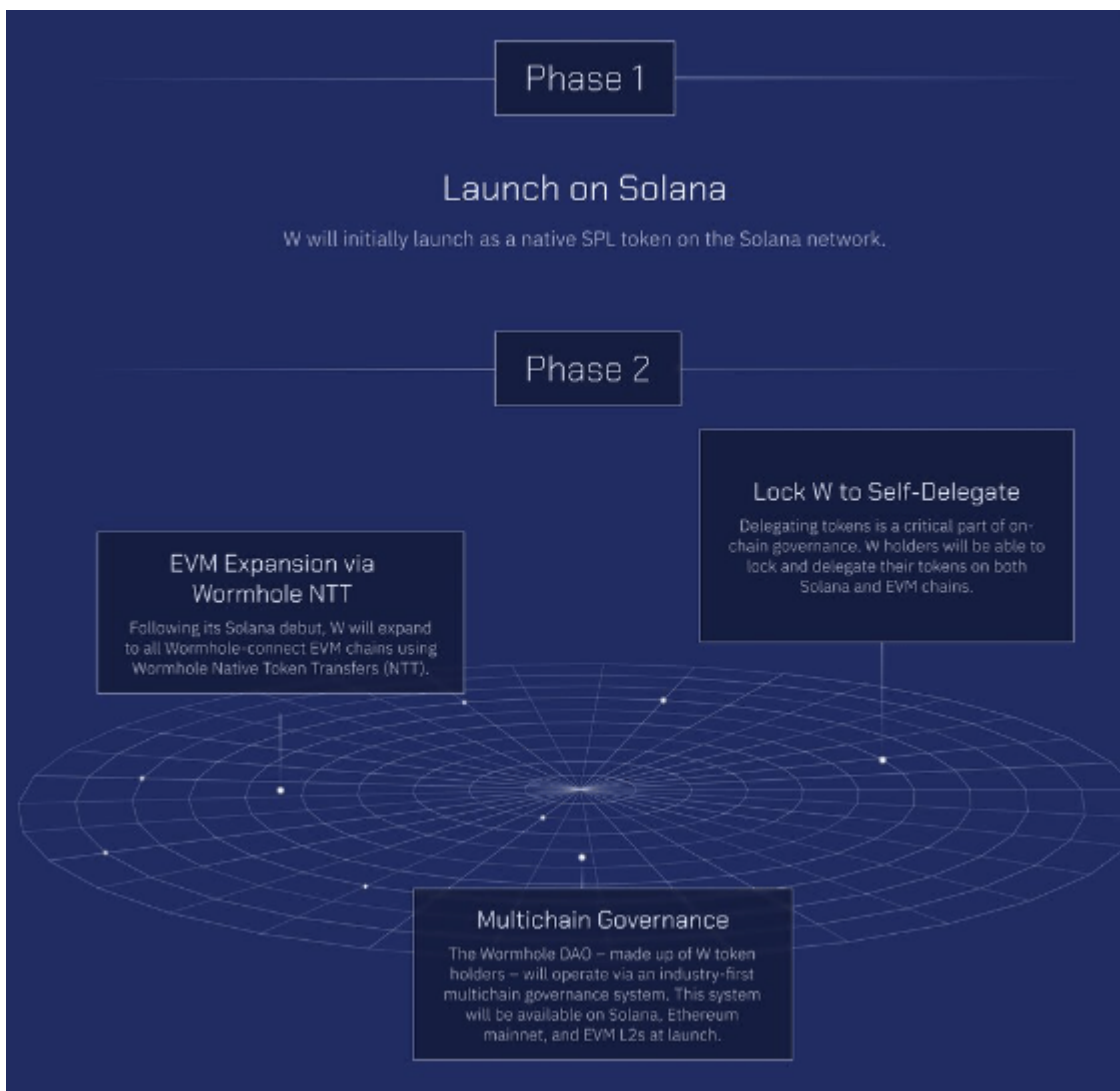 Phase 1
Launch on Solana
W will initially launch as a native SPL token on the Solana network.
Phase 2
Lock W to Self-Delegate
Delegating tokens is a critical part of on-
chain governance. W holders will be able to
lock and delegate their tokens on both
Solana and EVM chains.
EVM Expansion via
Wormhole NTT
Following its Solana debut, W will expand
to all Wormhole-connect EVM chains using
Wormhole Native Token Transfers (NTT).
Multichain Governance
The Wormhole DAO – made up of W token
holders – will operate via an industry-first
multichain governance system. This system
will be available on Solana, Ethereum
mainnet, and EVM L2s at launch.